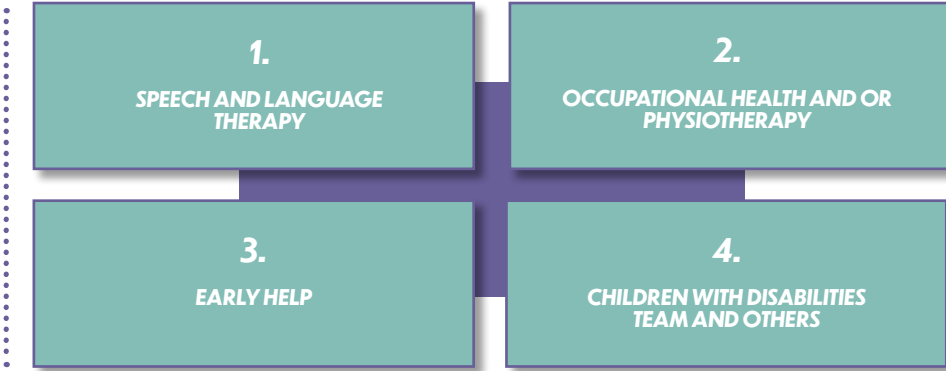 1.
SPEECH AND LANGUAGE
THERAPY
2.
OCCUPATIONAL HEALTH AND OR
PHYSIOTHERAPY
3.
EARLY HELP
4.
CHILDREN WITH DISABILITIES
TEAM AND OTHERS